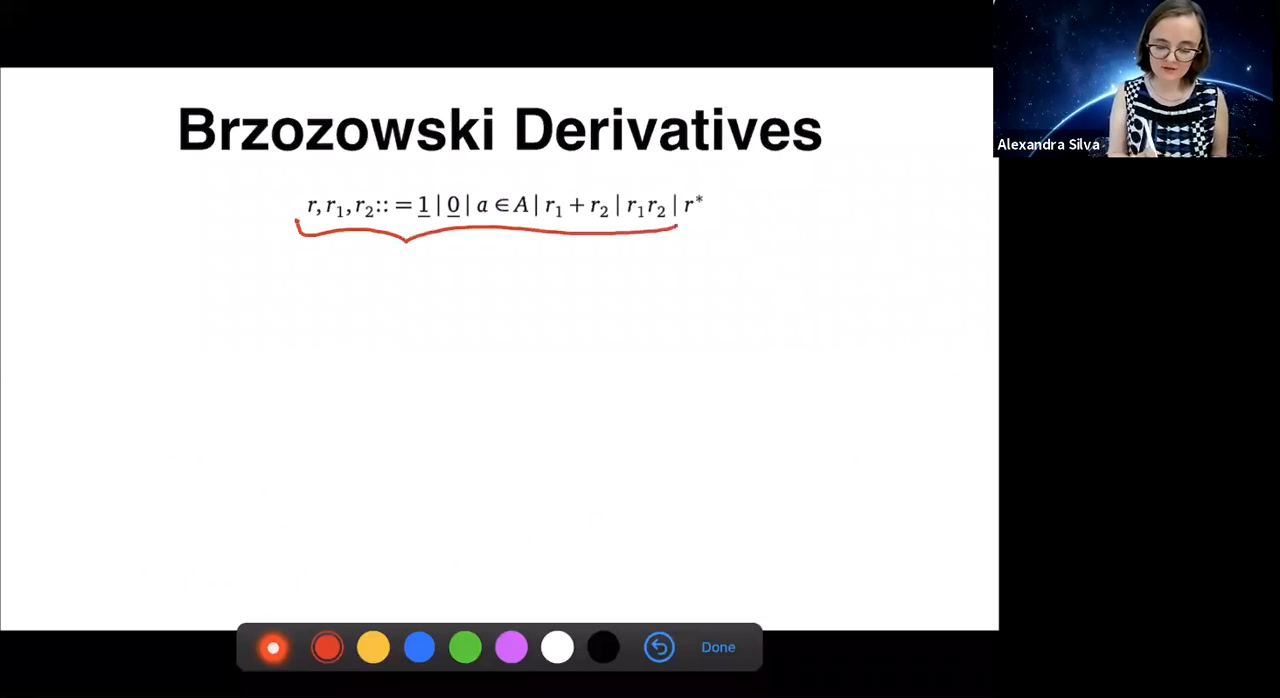 Brzozowski Derivatives
r, r₁, r₂ :: = 1 | 0 | a ∈ A | r₁ + r₂ | r₁r₂ | r*
Alexandra Silva
Done